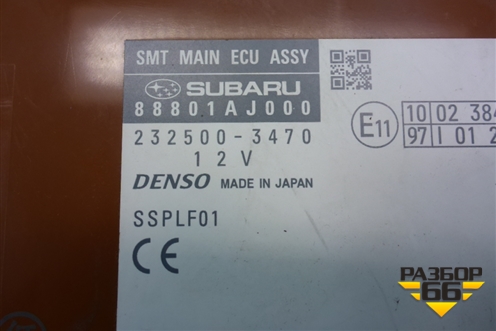 SMT MAIN ECU ASSY
SUBARU
88801AJ000
232500-3470
12V
DENSO MADE IN JAPAN
SSPLF01
CE
E11
10 02 384
97 I 01 2
РАЗБОР
66